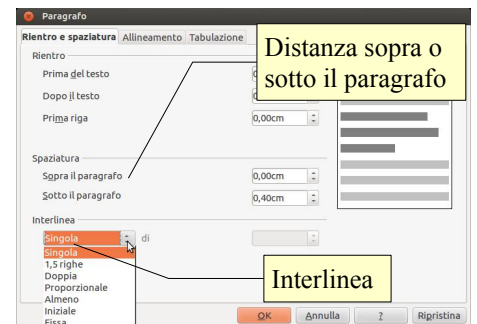 Paragrafo
Rientro e spaziatura Allineamento Tabulazione
Distanza sopra o
sotto il paragrafo
Rientro
Prima del testo
Dopo il testo
Prima riga 0,00cm
Spaziatura
Sopra il paragrafo 0,00cm
Sotto il paragrafo 0,40cm
Interlinea
Singola di
Singola
1,5 righe
Doppia
Proporzionale
Almeno
Iniziale
Fissa
Interlinea
OK Annulla ? Ripristina